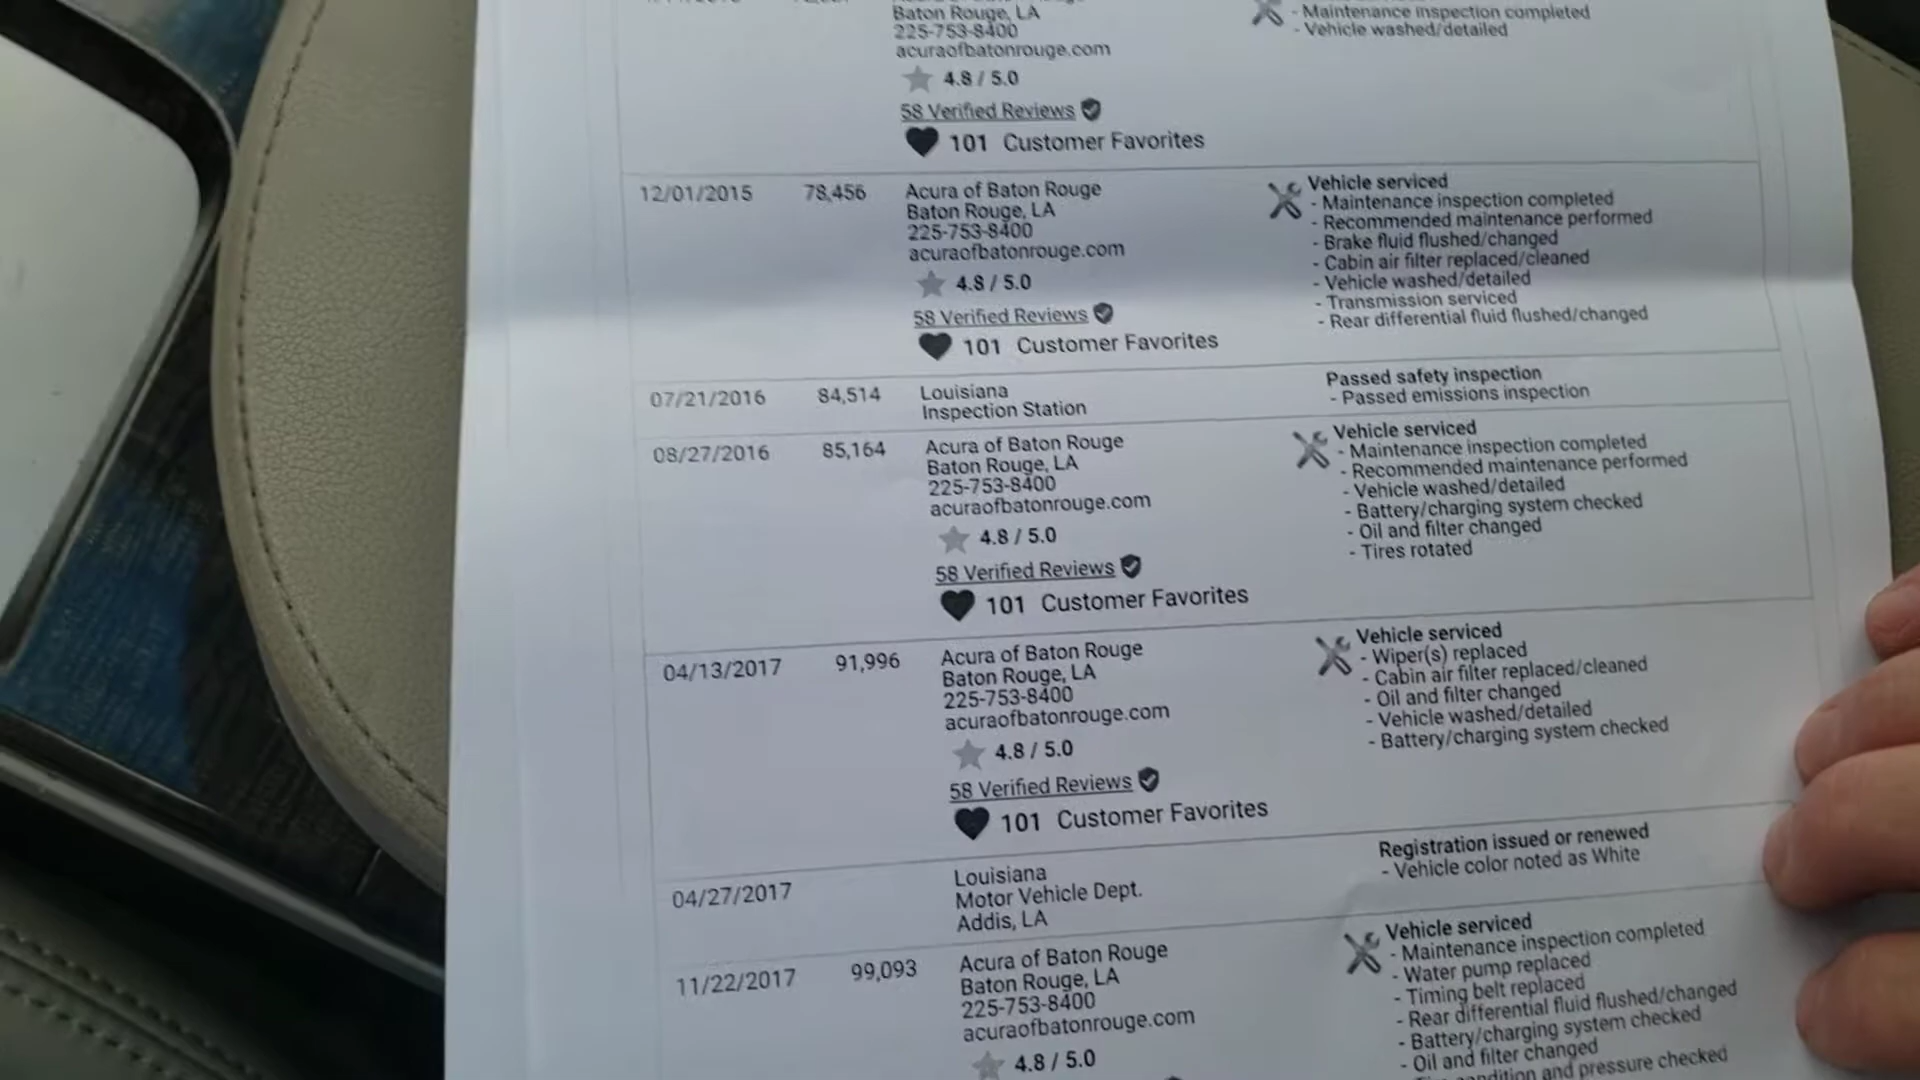 Baton Rouge, LA
225-753-8400
acuraofbatonrouge.com
4.8 / 5.0
58 Verified Reviews
101 Customer Favorites
- Maintenance inspection completed
- Vehicle washed/detailed
12/01/2015
78,456
Acura of Baton Rouge
Baton Rouge, LA
225-753-8400
acuraofbatonrouge.com
4.8 / 5.0
58 Verified Reviews
101 Customer Favorites
Vehicle serviced
- Maintenance inspection completed
- Recommended maintenance performed
- Brake fluid flushed/changed
- Cabin air filter replaced/cleaned
- Vehicle washed/detailed
- Transmission serviced
- Rear differential fluid flushed/changed
07/21/2016
84,514
Louisiana
Inspection Station
Passed safety inspection
- Passed emissions inspection
08/27/2016
85,164
Acura of Baton Rouge
Baton Rouge, LA
225-753-8400
acuraofbatonrouge.com
4.8 / 5.0
58 Verified Reviews
101 Customer Favorites
Vehicle serviced
- Maintenance inspection completed
- Recommended maintenance performed
- Vehicle washed/detailed
- Battery/charging system checked
- Oil and filter changed
- Tires rotated
04/13/2017
91,996
Acura of Baton Rouge
Baton Rouge, LA
225-753-8400
acuraofbatonrouge.com
4.8 / 5.0
58 Verified Reviews
101 Customer Favorites
Vehicle serviced
- Wiper(s) replaced
- Cabin air filter replaced/cleaned
- Oil and filter changed
- Vehicle washed/detailed
- Battery/charging system checked
04/27/2017
Louisiana
Motor Vehicle Dept.
Addis, LA
Registration issued or renewed
- Vehicle color noted as White
11/22/2017
99,093
Acura of Baton Rouge
Baton Rouge, LA
225-753-8400
acuraofbatonrouge.com
4.8 / 5.0
Vehicle serviced
- Maintenance inspection completed
- Water pump replaced
- Timing belt replaced
- Rear differential fluid flushed/changed
- Battery/charging system checked
- Oil and filter changed
condition and pressure checked